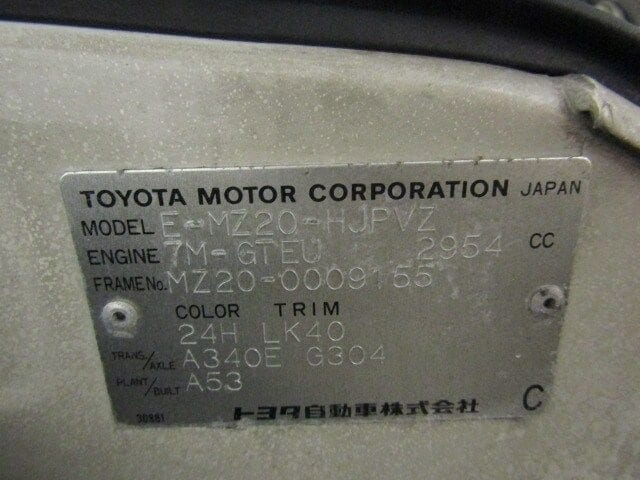 TOYOTA MOTOR CORPORATION JAPAN
MODEL E-MZ20-HJPVZ
ENGINE 7M-GTEU 2954 CC
FRAME No. MZ20-0009155
COLOR TRIM
24H LK40
TRANS./AXLE A340E G304
PLANT/BUILT A53
30881 トヨタ自動車株式会社 C